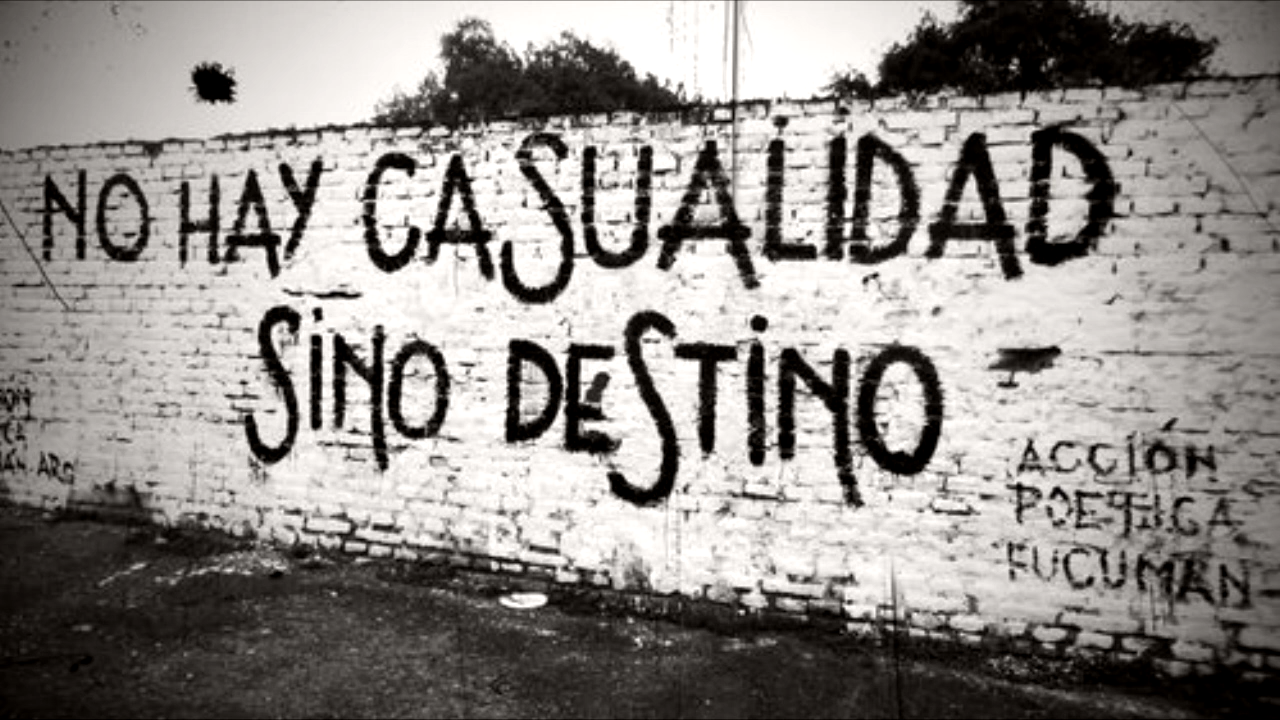 NO HAY CASUALIDAD
SINO DESTINO
ACCIÓN
POETICA
TUCUMAN